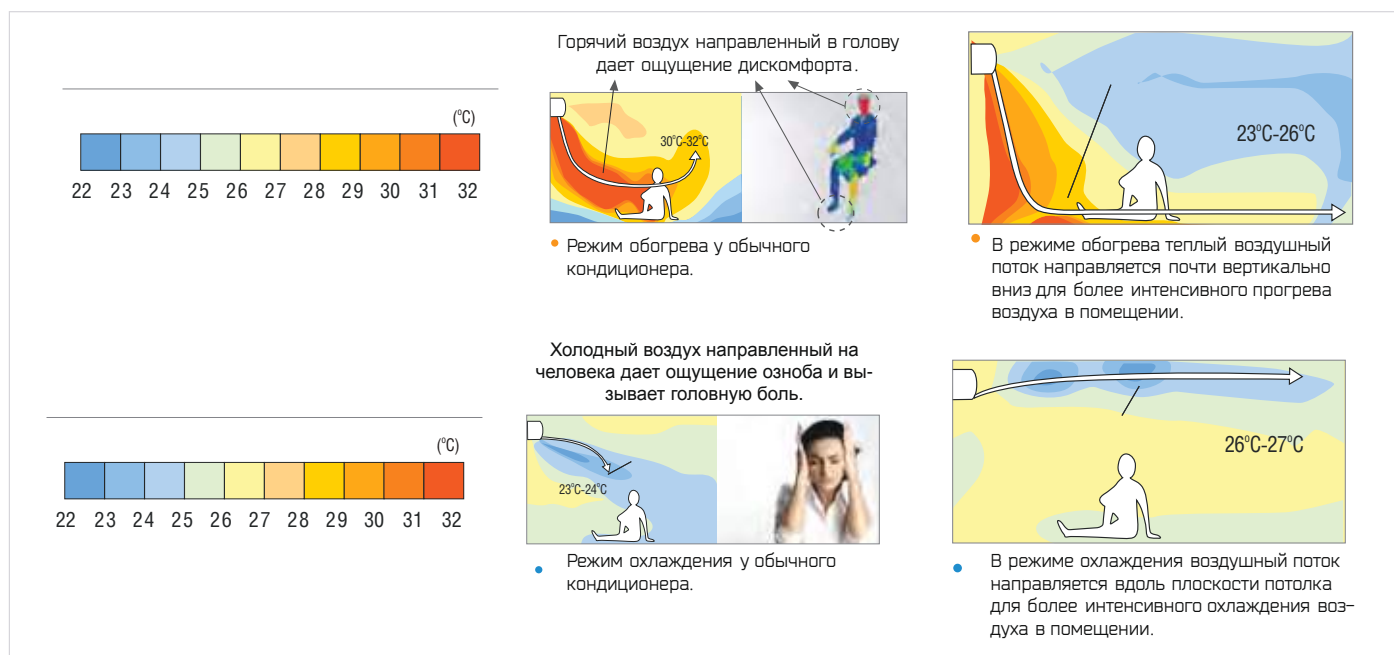 Горячий воздух направленный в голову
дает ощущение дискомфорта.
(°C)
22 23 24 25 26 27 28 29 30 31 32
30°C-32°C
23°C-26°C
Режим обогрева у обычного
кондиционера.
В режиме обогрева теплый воздушный
поток направляется почти вертикально
вниз для более интенсивного прогрева
воздуха в помещении.
Холодный воздух направленный на
человека дает ощущение озноба и вы-
зывает головную боль.
(°C)
22 23 24 25 26 27 28 29 30 31 32
23°C-24°C
26°C-27°C
Режим охлаждения у обычного
кондиционера.
В режиме охлаждения воздушный поток
направляется вдоль плоскости потолка
для более интенсивного охлаждения воз-
духа в помещении.